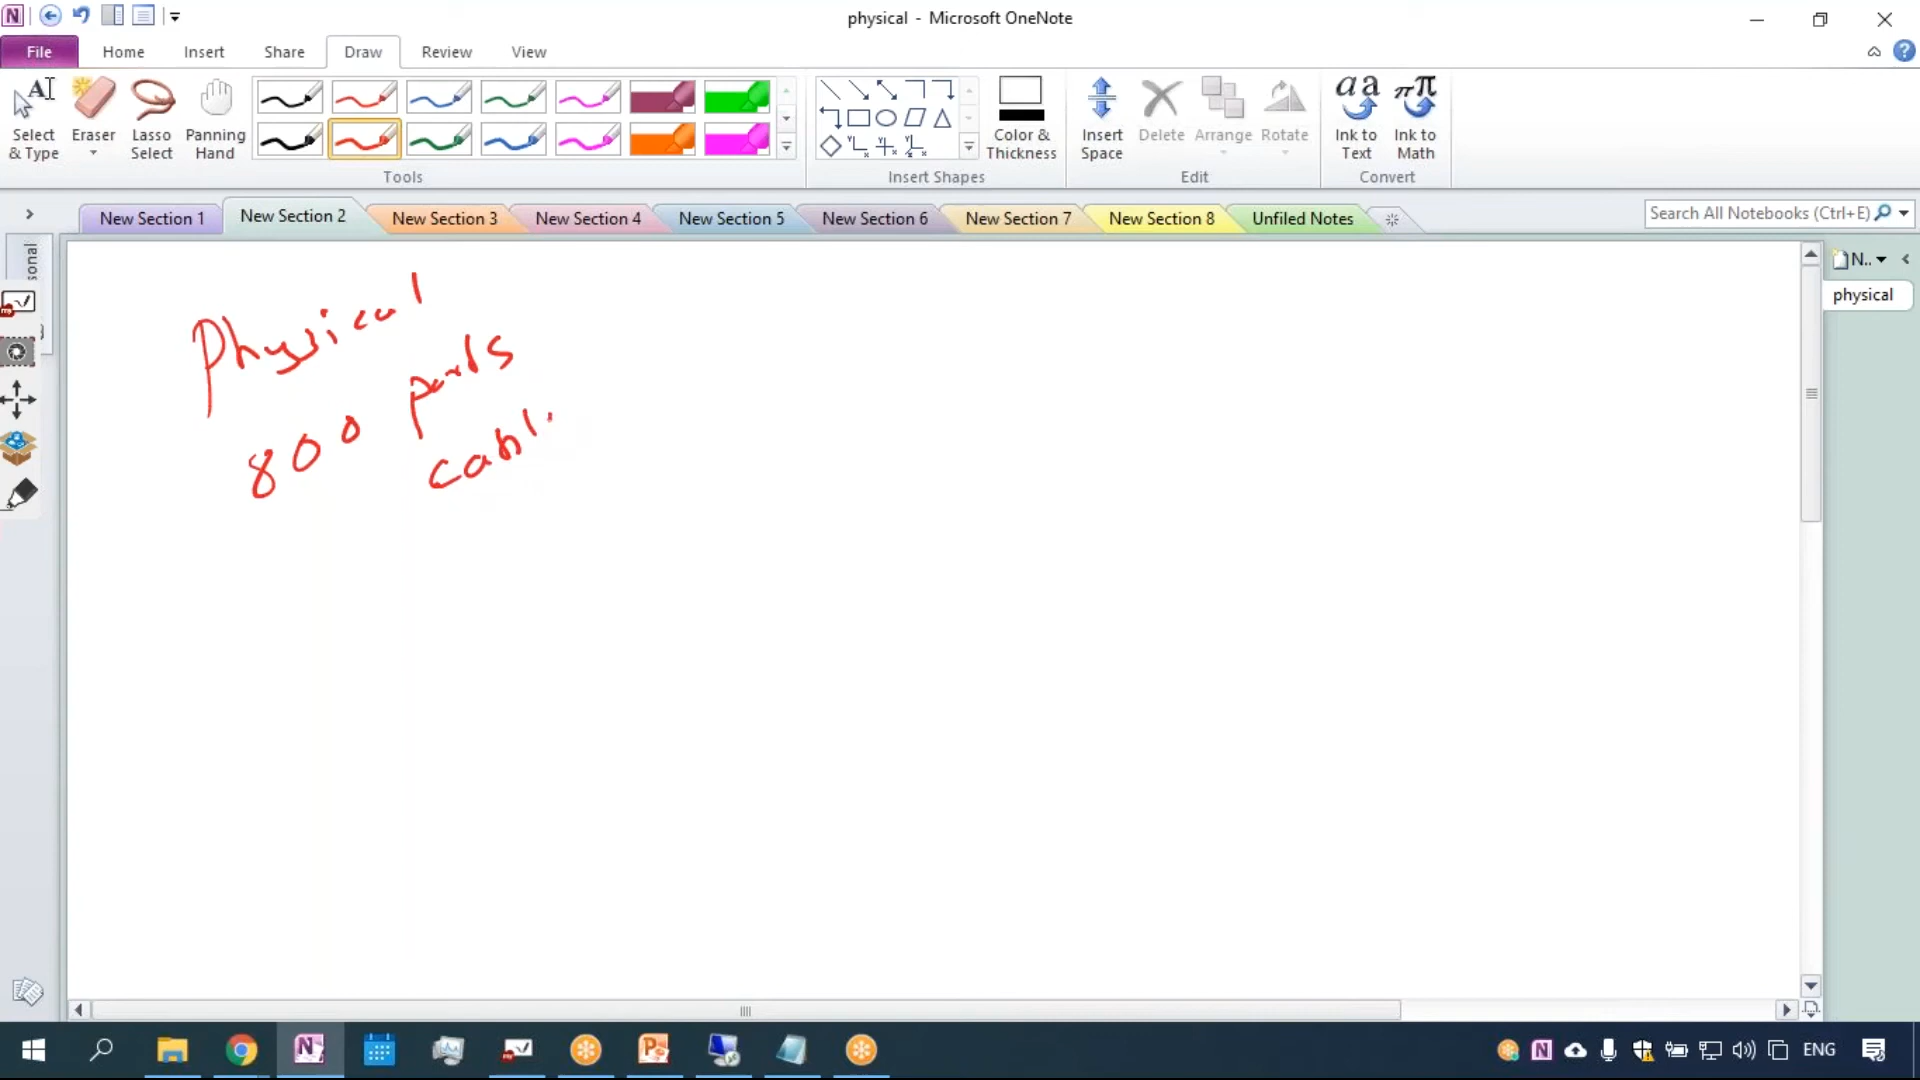 physical - Microsoft OneNote
File Home Insert Share Draw Review View
Select & Type
Eraser
Lasso Select
Panning Hand
Color & Thickness
Insert Space
Delete
Arrange
Rotate
Ink to Text
Ink to Math
Tools
Insert Shapes
Edit
Convert
New Section 1 New Section 2 New Section 3 New Section 4 New Section 5 New Section 6 New Section 7 New Section 8 Unfiled Notes
Search All Notebooks (Ctrl+E)
N..
sonal
physical
Physical
800
cabl
ENG